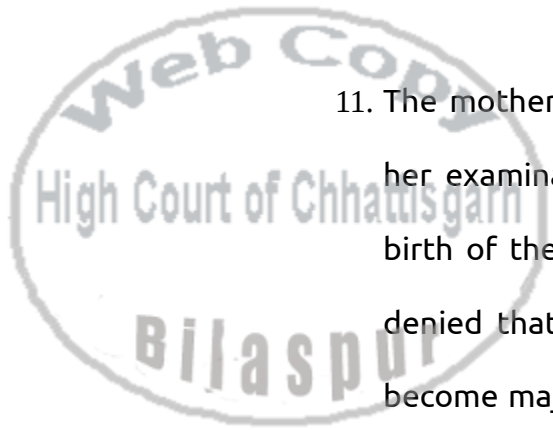 Web Copy
High Court of Chhattisgarh
Bilaspur
11. The mother
her examina
birth of the
denied that
become maj